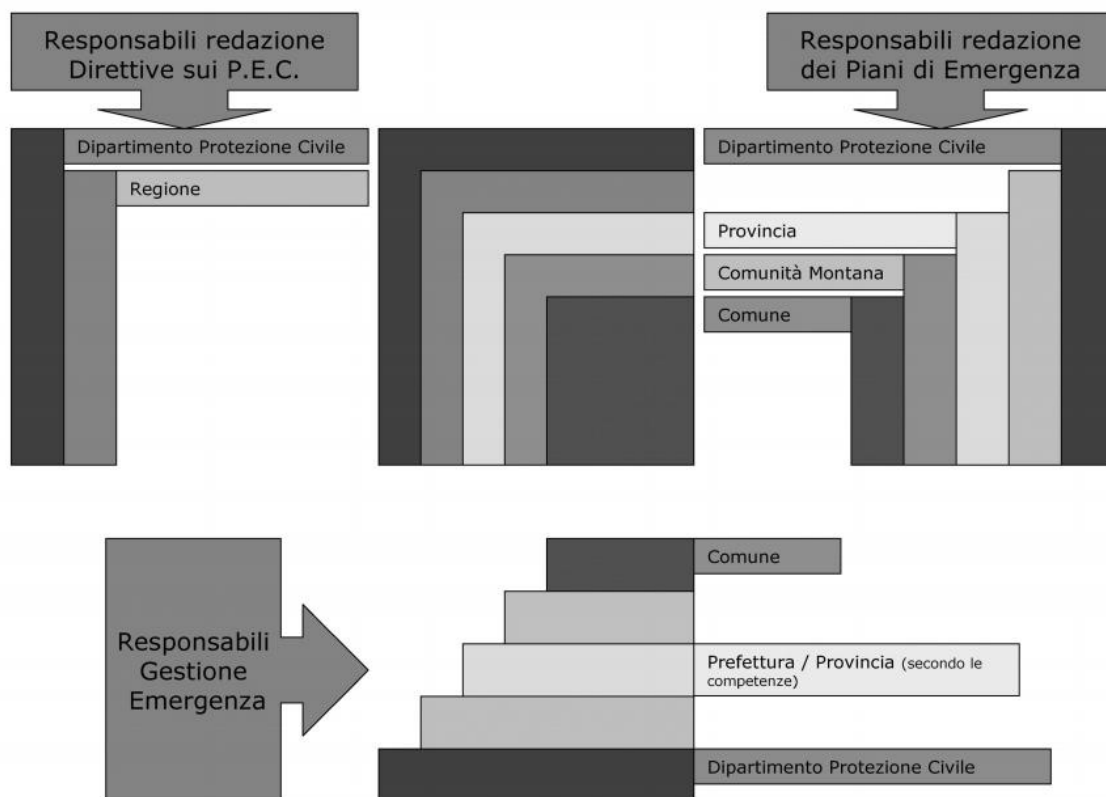 Responsabili redazione
Direttive sui P.E.C.
Responsabili redazione
dei Piani di Emergenza
Dipartimento Protezione Civile
Regione
Dipartimento Protezione Civile
Provincia
Comunità Montana
Comune
Responsabili
Gestione
Emergenza
Comune
Prefettura / Provincia (secondo le
competenze)
Dipartimento Protezione Civile